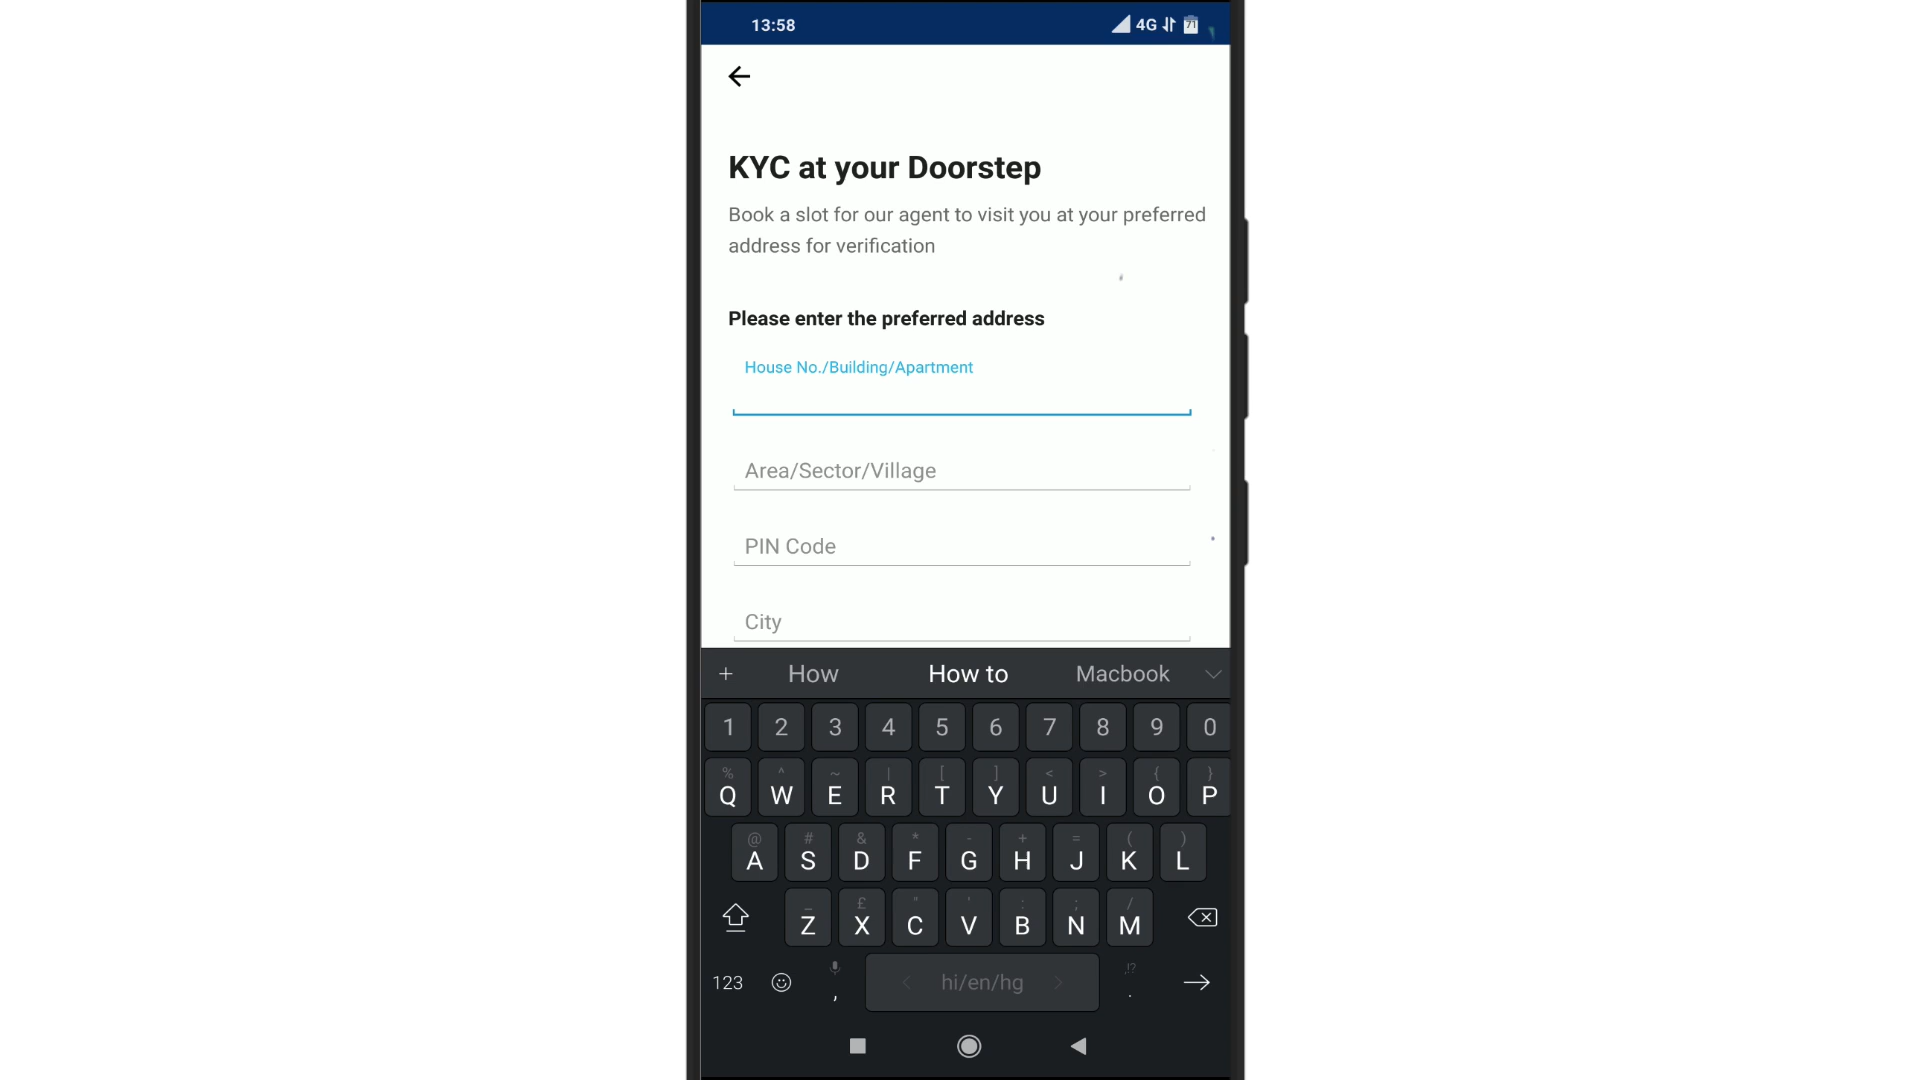 13:58
4G 71
KYC at your Doorstep
Book a slot for our agent to visit you at your preferred
address for verification
Please enter the preferred address
House No./Building/Apartment
Area/Sector/Village
PIN Code
City
+ How How to Macbook
1 2 3 4 5 6 7 8 9 0
% ^ ~ | [ ] < > { }
Q W E R T Y U I O P
@ # & * - + = ( )
A S D F G H J K L
_ £ " ' : ; /
Z X C V B N M
123 , < hi/en/hg > ,!? .